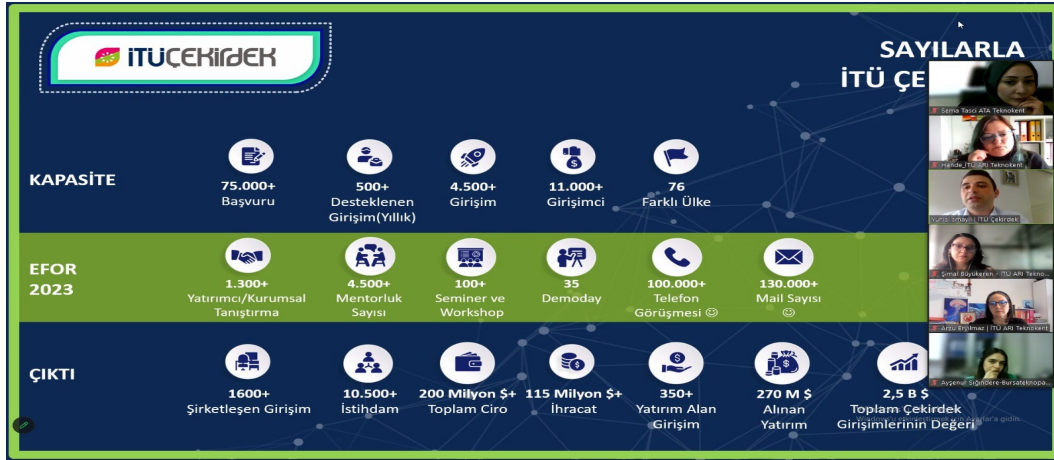 İTÜÇEKİRDEK
SAYILARLA
İTÜ ÇE
KAPASİTE
75.000+
Başvuru
500+
Desteklenen
Girişim(Yıllık)
4.500+
Girişim
11.000+
Girişimci
76
Farklı Ülke
EFOR
2023
1.300+
Yatırımcı/Kurumsal
Tanıştırma
4.500+
Mentorluk
Sayısı
100+
Seminer ve
Workshop
35
Demoday
100.000+
Telefon
Görüşmesi ☺
130.000+
Mail Sayısı
☺
ÇIKTI
1600+
Şirketleşen Girişim
10.500+
İstihdam
200 Milyon $+
Toplam Ciro
115 Milyon $+
İhracat
350+
Yatırım Alan
Girişim
270 M $
Alınan
Yatırım
2,5 B $
Toplam Çekirdek
Girişimlerinin Değeri
Sema Tasci ATA Teknokent
Hande_İTÜ ARI Teknokent
İsmayıl | İTÜ Çekirdek
Şimal Büyükeren - İTÜ ARI Tekno...
Arzu Eryılmaz | İTÜ ARI Teknokent
Ayşenur Siğindere-Bursateknopa...